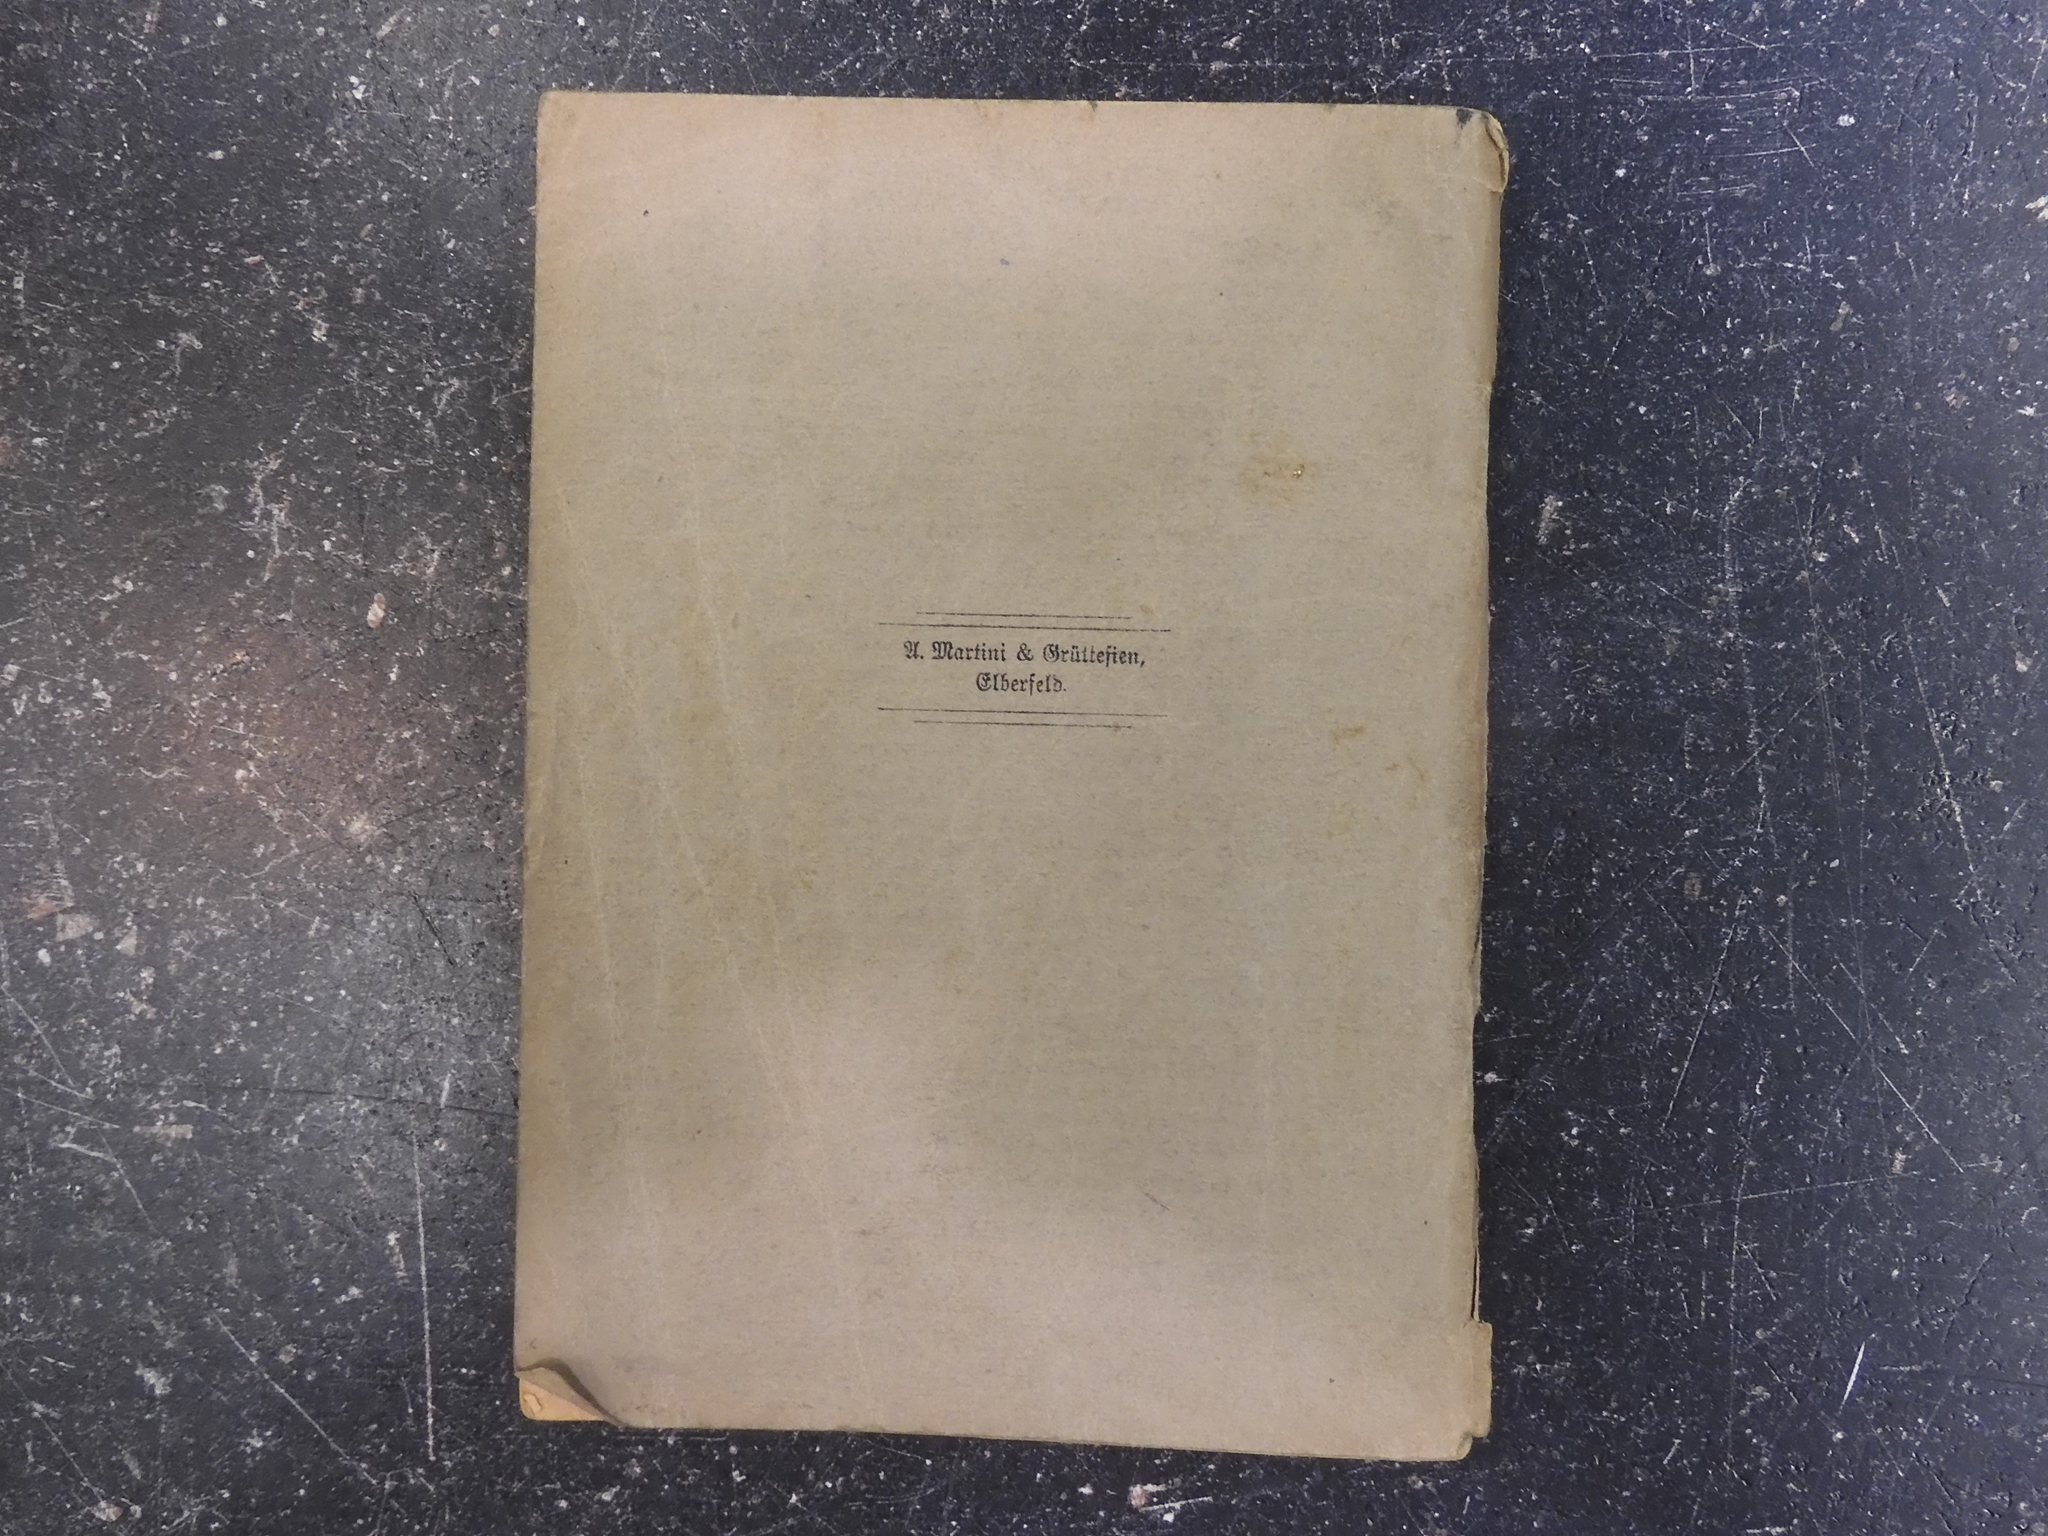 A. Martini & Grüttefien,
Elberfeld.